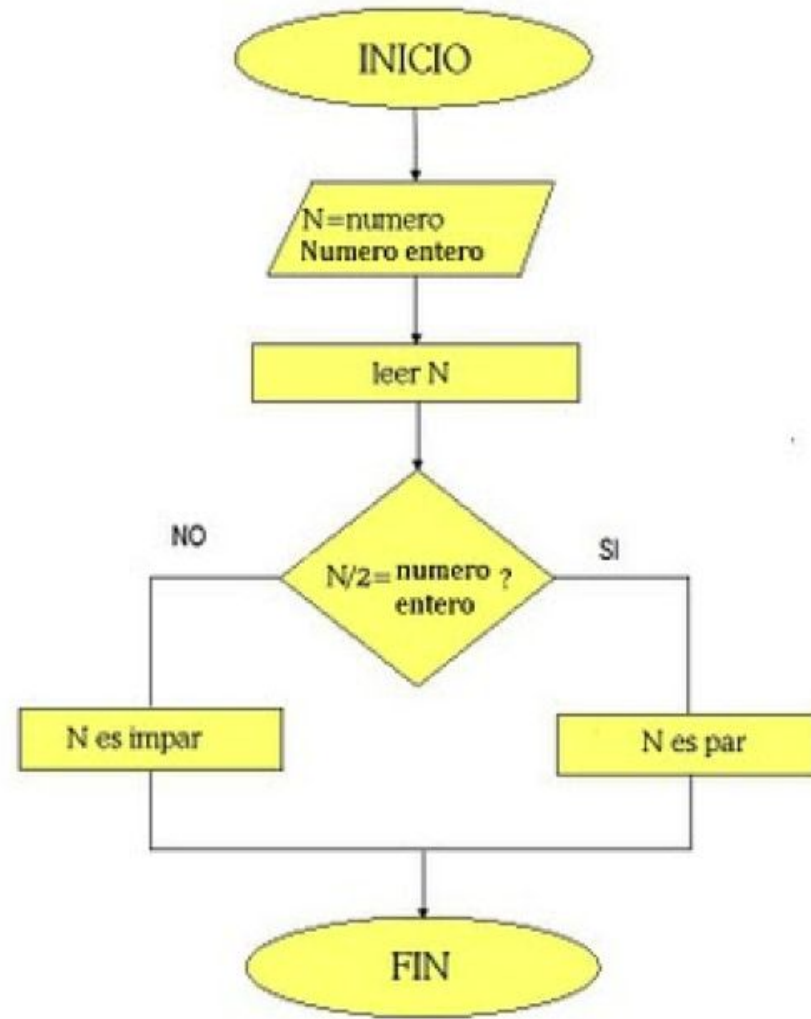 INICIO
N=numero
Numero entero
leer N
NO
SI
N/2= numero ?
entero
N es impar
N es par
FIN